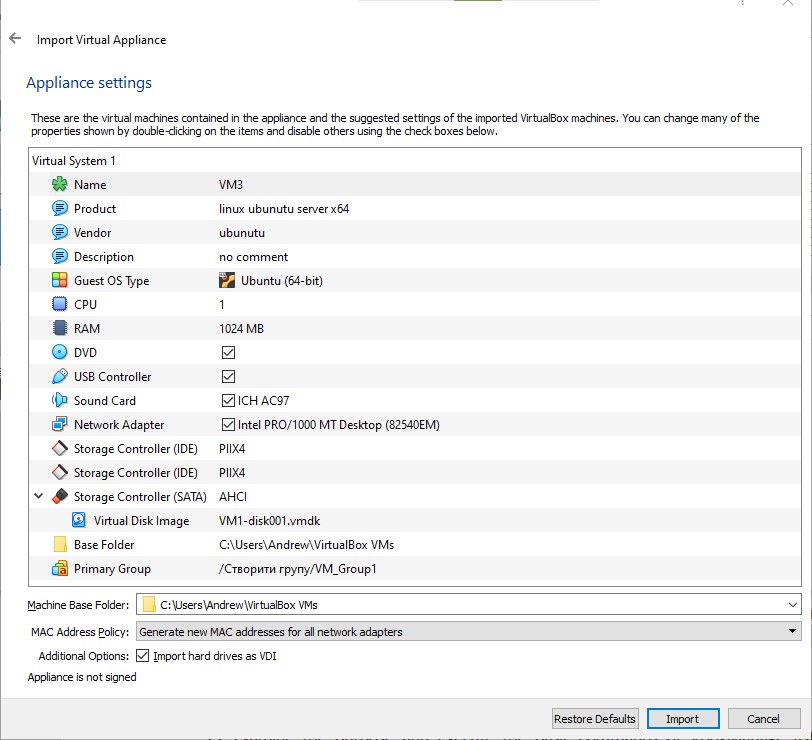 Import Virtual Appliance
Appliance settings
These are the virtual machines contained in the appliance and the suggested settings of the imported VirtualBox machines. You can change many of the
properties shown by double-clicking on the items and disable others using the check boxes below.
Virtual System 1
Name VM3
Product linux ubunutu server x64
Vendor ubunutu
Description no comment
Guest OS Type Ubuntu (64-bit)
CPU 1
RAM 1024 MB
DVD
USB Controller
Sound Card ICH AC97
Network Adapter Intel PRO/1000 MT Desktop (82540EM)
Storage Controller (IDE) PIIX4
Storage Controller (IDE) PIIX4
Storage Controller (SATA) AHCI
Virtual Disk Image VM1-disk001.vmdk
Base Folder C:\Users\Andrew\VirtualBox VMs
Primary Group /Створити групу/VM_Group1
Machine Base Folder: C:\Users\Andrew\VirtualBox VMs
MAC Address Policy: Generate new MAC addresses for all network adapters
Additional Options: Import hard drives as VDI
Appliance is not signed
Restore Defaults Import Cancel